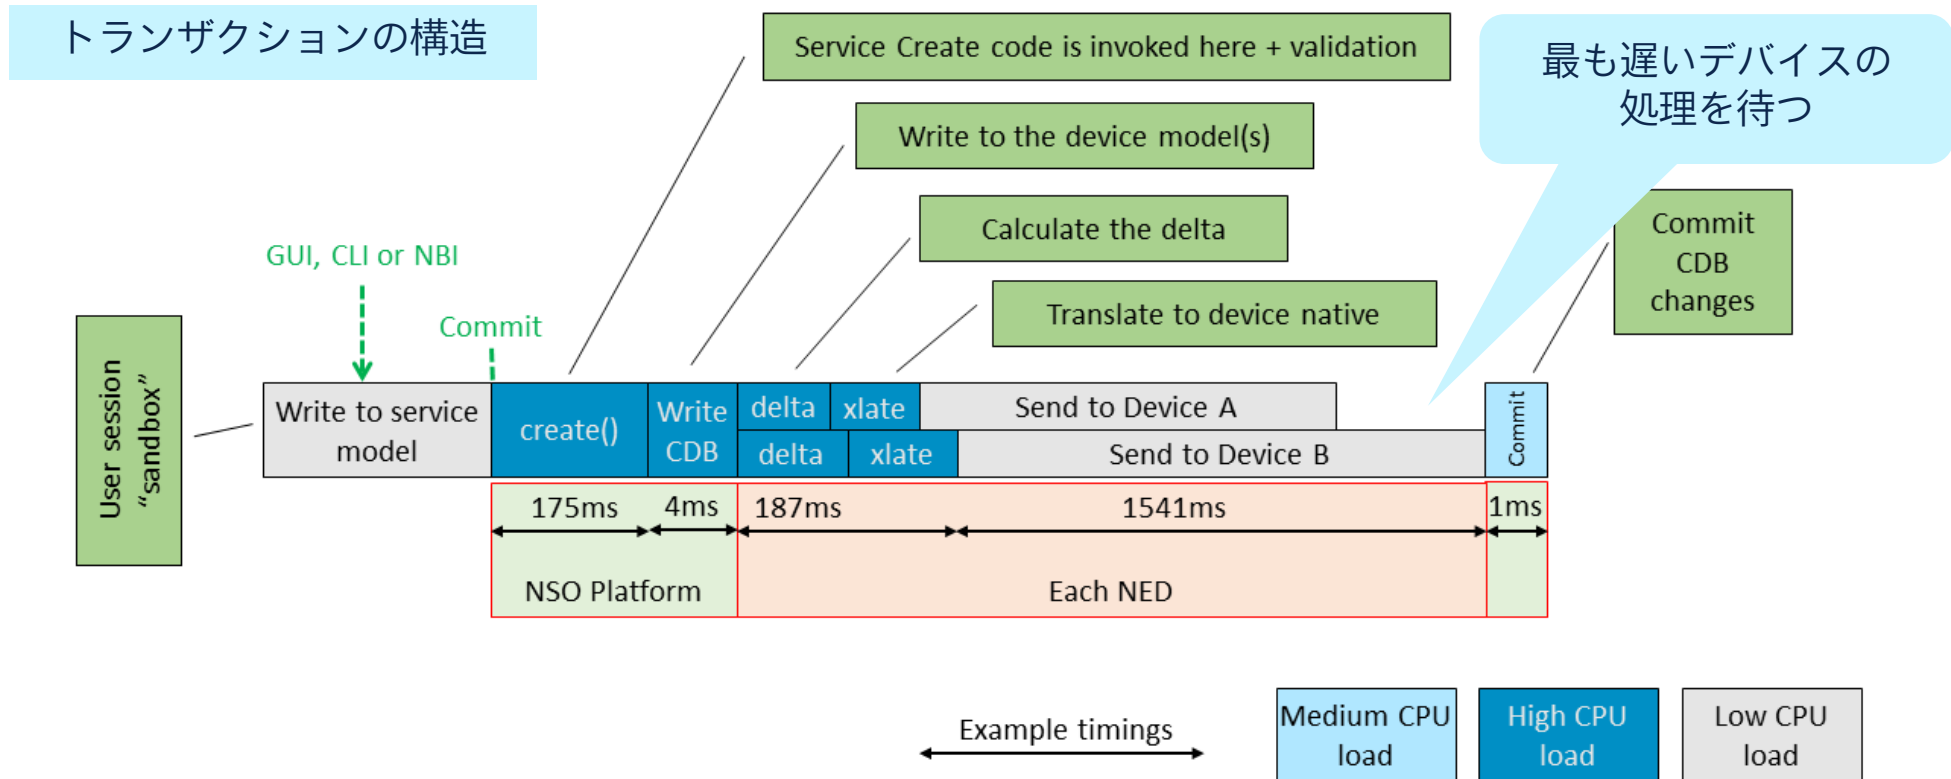 トランザクションの構造
Service Create code is invoked here + validation
最も遅いデバイスの
処理を待つ
Write to the device model(s)
Calculate the delta
Commit
CDB
changes
GUI, CLI or NBI
Translate to device native
Commit
User session
“sandbox”
Write to service
model
create()
Write
CDB
delta
xlate
Send to Device A
delta
xlate
Send to Device B
Commit
175ms
4ms
187ms
1541ms
1ms
NSO Platform
Each NED
Example timings
Medium CPU
load
High CPU
load
Low CPU
load